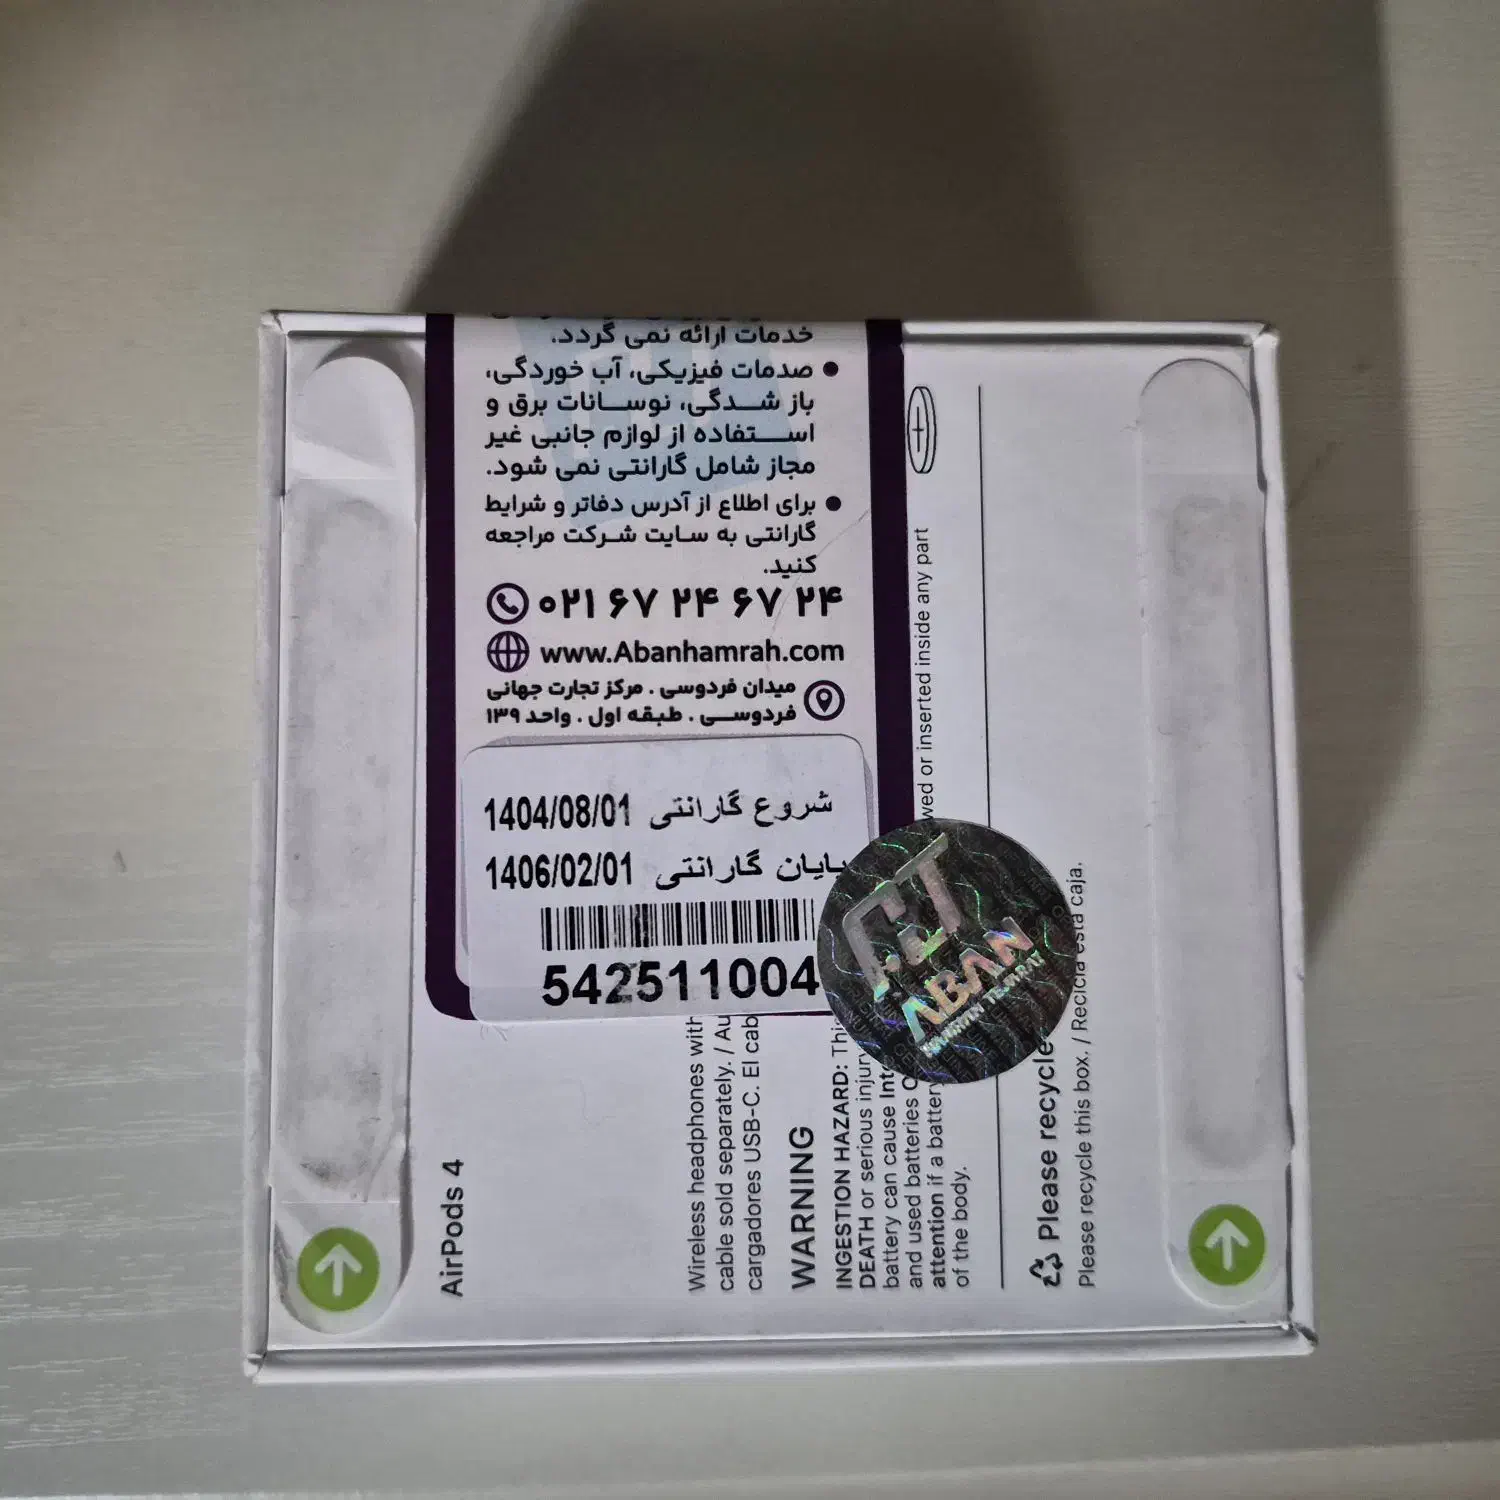 خدمات ارائه نمی گردد.
• صدمات فیزیکی، آب خوردگی،
باز شدگی، نوسانات برق و
استفاده از لوازم جانبی غیر
مجاز شامل گارانتی نمی شود.
• برای اطلاع از آدرس دفاتر و شرایط
گارانتی به سایت شرکت مراجعه
کنید.
۰۲۱ ۶۷ ۲۴ ۶۷ ۲۴
www.Abanhamrah.com
میدان فردوسی . مرکز تجارت جهانی
فردوسی . طبقه اول . واحد ۱۳۹
شروع گارانتی 1404/08/01
پایان گارانتی 1406/02/01
542511004
ABAN
AirPods 4
Wireless headphones with
cable sold separately. / Au
cargadores USB-C. El cab
WARNING
INGESTION HAZARD: Thi
DEATH or serious injury
battery can cause Int
and used batteries
attention if a battery wed or inserted inside any part
of the body.
Please recycle
Please recycle this box. / Recicla esta caja.